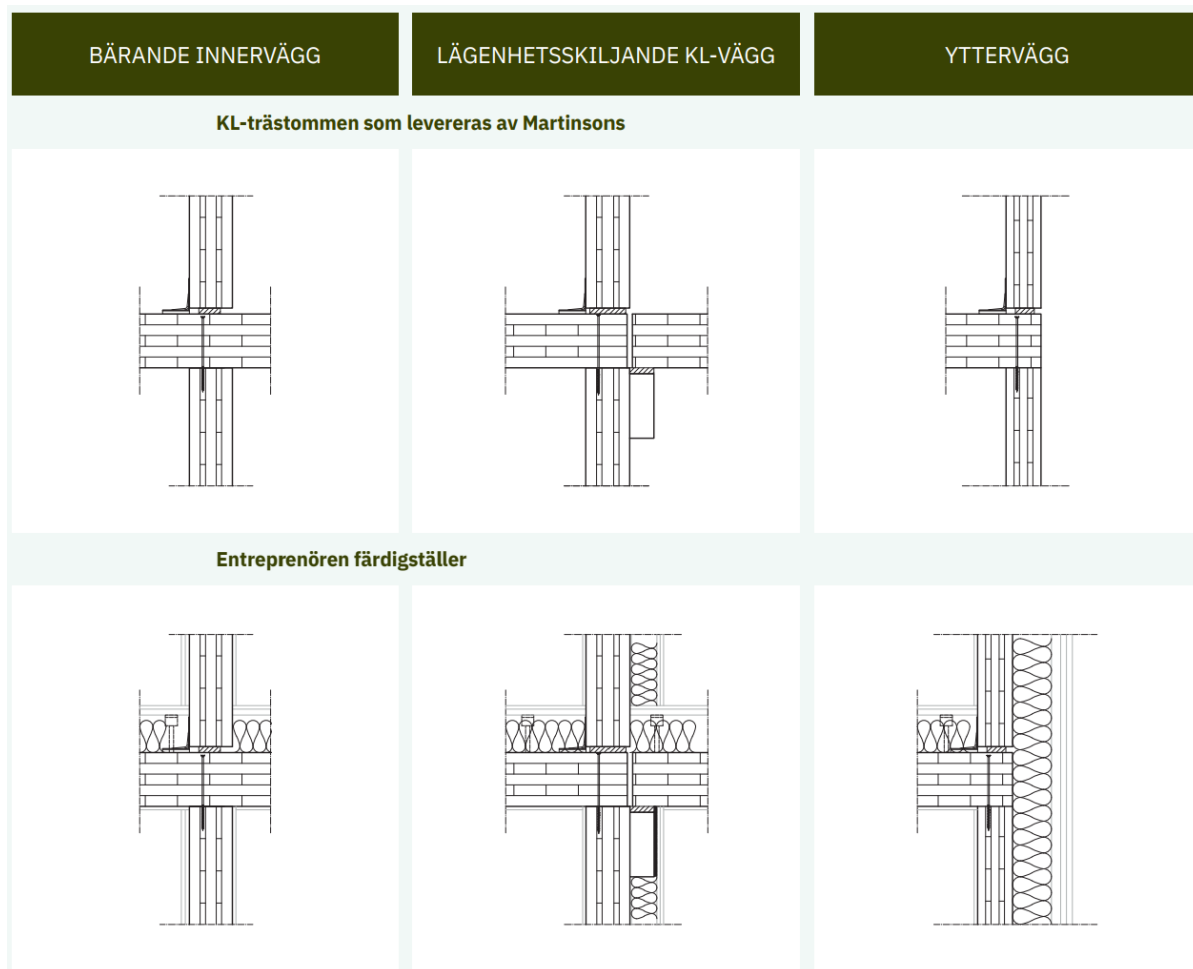 BÄRANDE INNERVÄGG
LÄGENHETSSKILJANDE KL-VÄGG
YTTERVÄGG
KL-trästommen som levereras av Martinsons
Entreprenören färdigställer